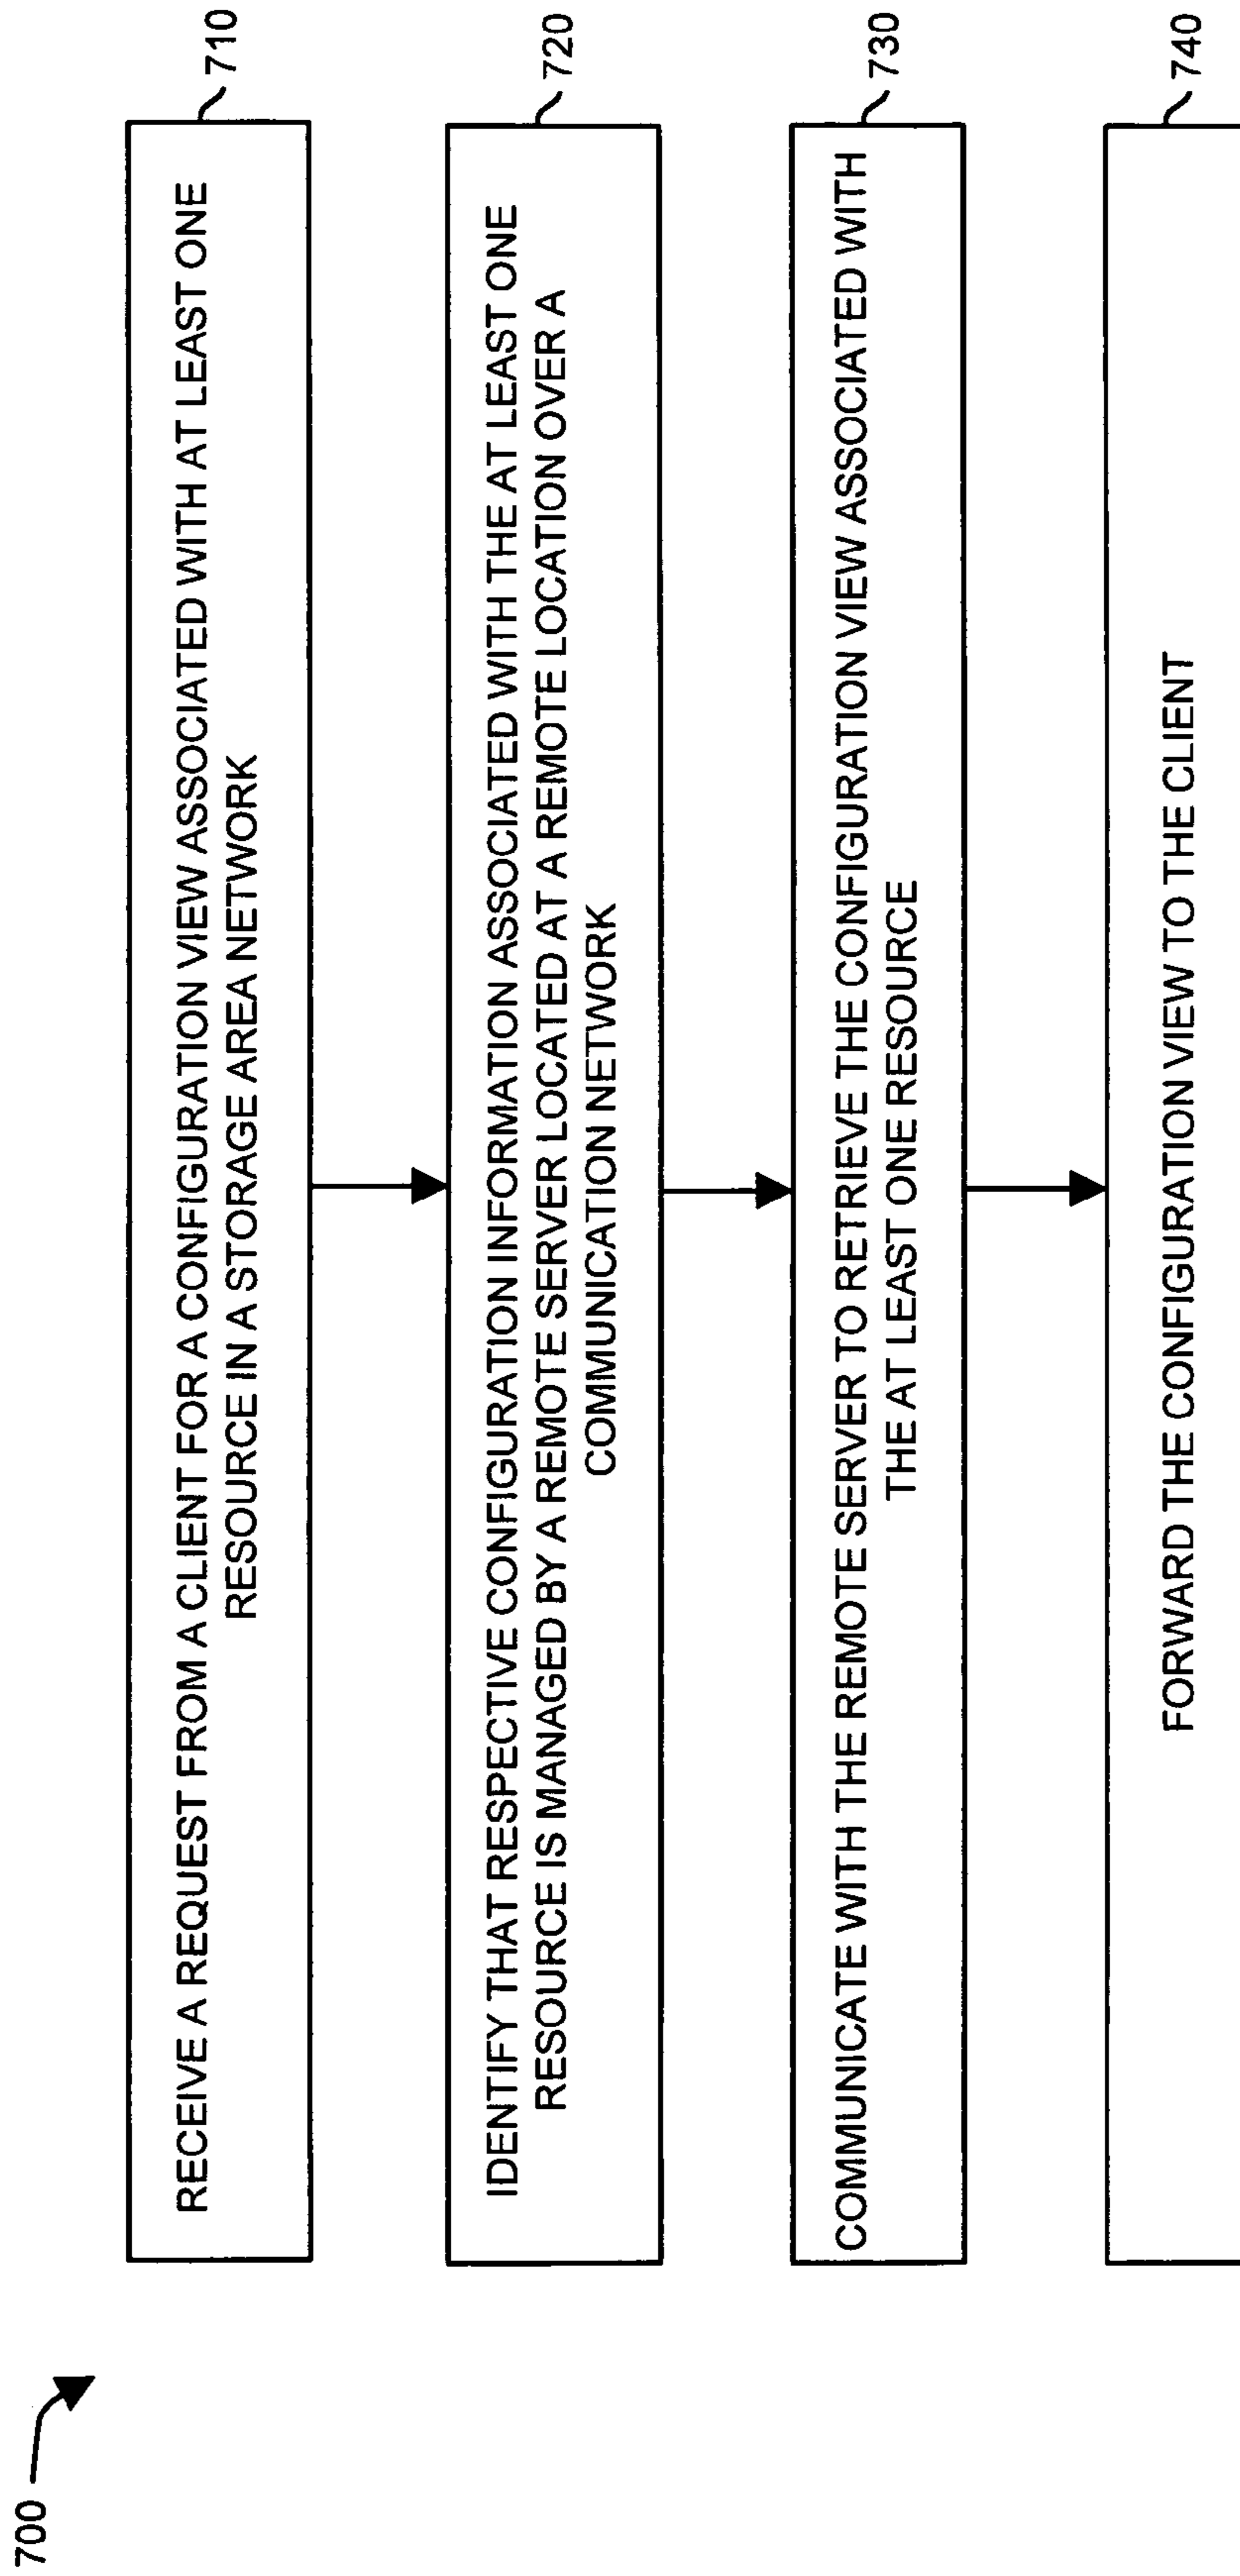 700
RECEIVE A REQUEST FROM A CLIENT FOR A CONFIGURATION VIEW ASSOCIATED WITH AT LEAST ONE
RESOURCE IN A STORAGE AREA NETWORK
710
IDENTIFY THAT RESPECTIVE CONFIGURATION INFORMATION ASSOCIATED WITH THE AT LEAST ONE
RESOURCE IS MANAGED BY A REMOTE SERVER LOCATED AT A REMOTE LOCATION OVER A
COMMUNICATION NETWORK
720
COMMUNICATE WITH THE REMOTE SERVER TO RETRIEVE THE CONFIGURATION VIEW ASSOCIATED WITH
THE AT LEAST ONE RESOURCE
730
FORWARD THE CONFIGURATION VIEW TO THE CLIENT
740